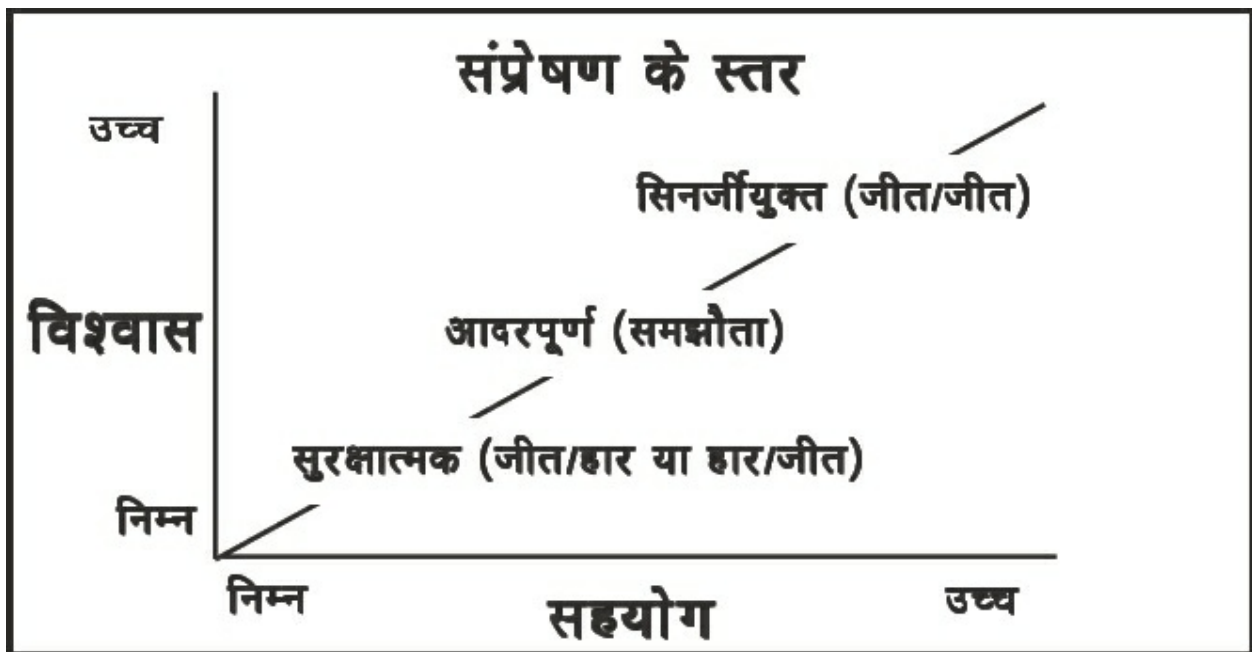 संप्रेषण के स्तर
उच्च
सिनर्जीयुक्त (जीत/जीत)
विश्वास
आदरपूर्ण (समझौता)
सुरक्षात्मक (जीत/हार या हार/जीत)
निम्न
निम्न
सहयोग
उच्च